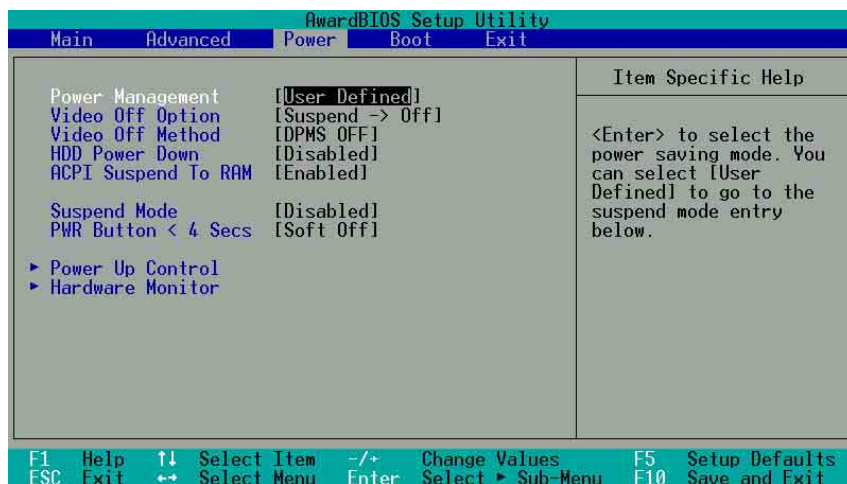 AwardBIOS Setup Utility
Main Advanced Power Boot Exit
Power Management [User Defined]
Video Off Option [Suspend -> Off]
Video Off Method [DPMS OFF]
HDD Power Down [Disabled]
ACPI Suspend To RAM [Enabled]
Suspend Mode [Disabled]
PWR Button < 4 Secs [Soft Off]
► Power Up Control
► Hardware Monitor
Item Specific Help
<Enter> to select the
power saving mode. You
can select [User
Defined] to go to the
suspend mode entry
below.
F1 Help ↑↓ Select Item -/+ Change Values F5 Setup Defaults
ESC Exit ↔ Select Menu Enter Select ► Sub-Menu F10 Save and Exit